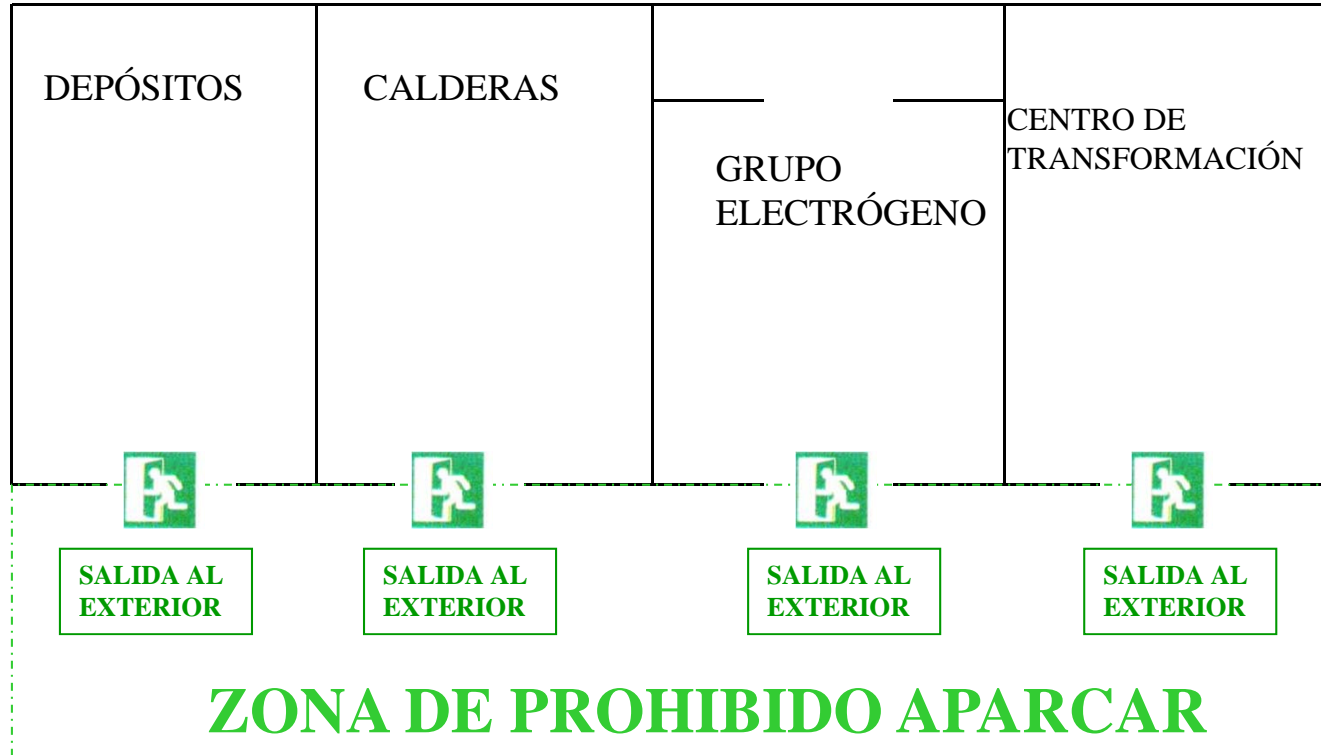 DEPÓSITOS
CALDERAS
GRUPO
ELECTRÓGENO
CENTRO DE
TRANSFORMACIÓN
SALIDA AL
EXTERIOR
SALIDA AL
EXTERIOR
SALIDA AL
EXTERIOR
SALIDA AL
EXTERIOR
ZONA DE PROHIBIDO APARCAR